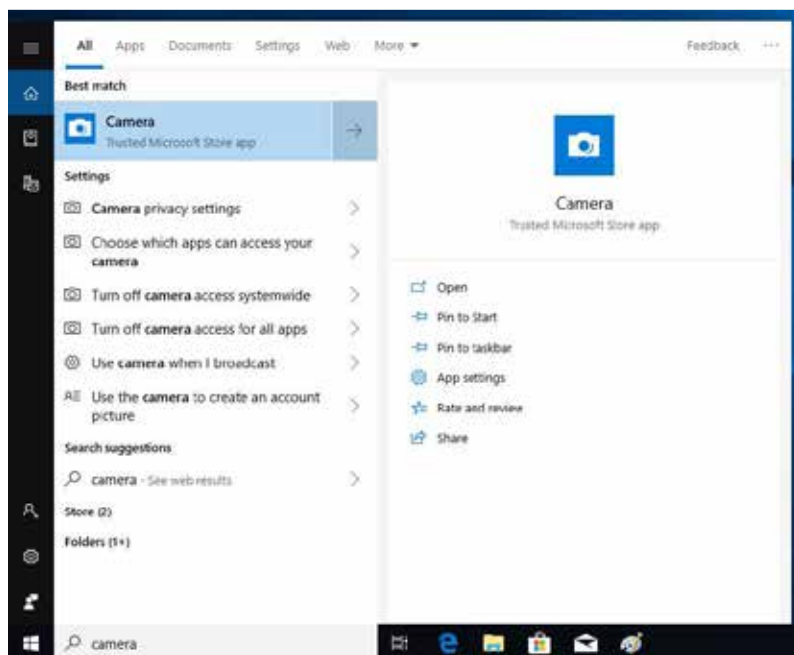 All Apps Documents Settings Web More Feedback ...
Best match
Camera
Trusted Microsoft Store app
Settings
Camera privacy settings
Choose which apps can access your
camera
Turn off camera access systemwide
Turn off camera access for all apps
Use camera when I broadcast
Use the camera to create an account
picture
Search suggestions
camera - See web results
Store (2)
Folders (1+)
Camera
Trusted Microsoft Store app
Open
Pin to Start
Pin to taskbar
App settings
Rate and review
Share
camera